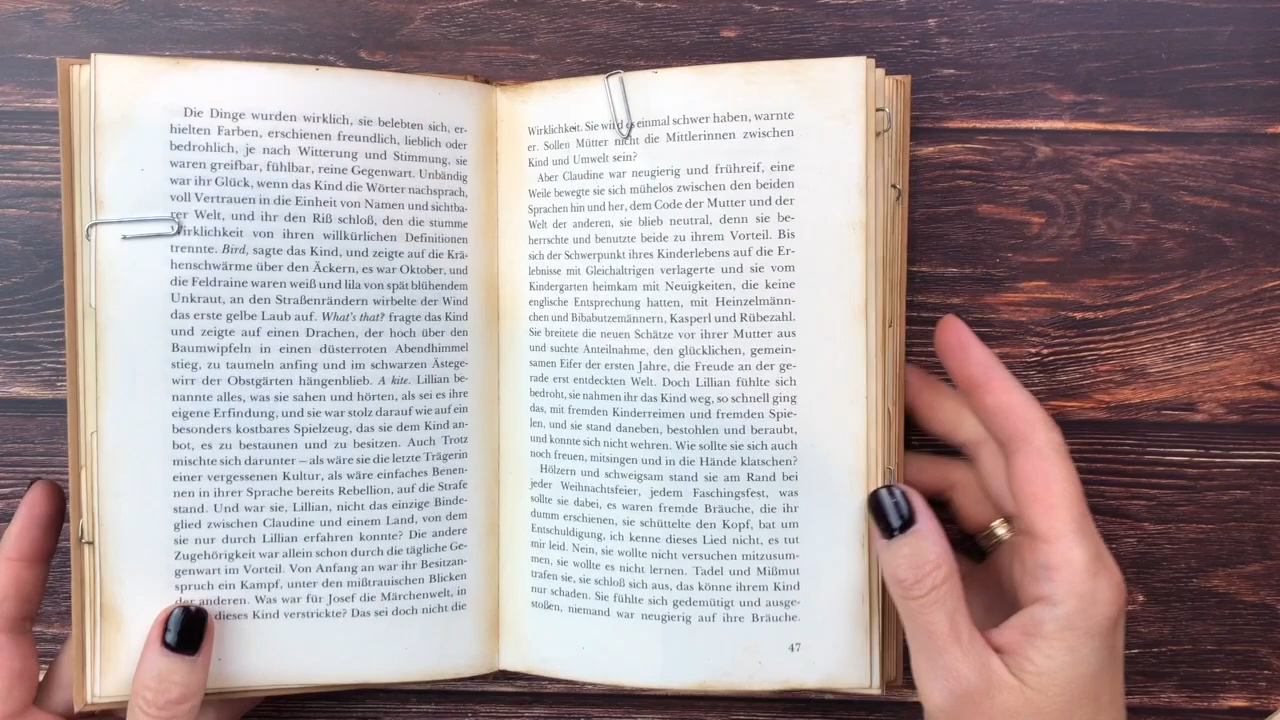 Die Dinge wurden wirklich, sie belebten sich, er-
hielten Farben, erschienen freundlich, lieblich oder
bedrohlich, je nach Witterung und Stimmung, sie
waren greifbar, fühlbar, reine Gegenwart. Unbändig
war ihr Glück, wenn das Kind die Wörter nachsprach,
voll Vertrauen in die Einheit von Namen und sichtba-
rer Welt, und ihr den Riß schloß, den die stumme
Wirklichkeit von ihren willkürlichen Definitionen
trennte. Bird, sagte das Kind, und zeigte auf die Krä-
henschwärme über den Äckern, es war Oktober, und
die Feldraine waren weiß und lila von spät blühendem
Unkraut, an den Straßenrändern wirbelte der Wind
das erste gelbe Laub auf. What's that? fragte das Kind
und zeigte auf einen Drachen, der hoch über den
Baumwipfeln in einen düsterroten Abendhimmel
stieg, zu taumeln anfing und im schwarzen Ästege-
wirr der Obstgärten hängenblieb. A kite. Lillian be-
nannte alles, was sie sahen und hörten, als sei es ihre
eigene Erfindung, und sie war stolz darauf wie auf ein
besonders kostbares Spielzeug, das sie dem Kind an-
bot, es zu bestaunen und zu besitzen. Auch Trotz
mischte sich darunter – als wäre sie die letzte Trägerin
einer vergessenen Kultur, als wäre einfaches Benen-
nen in ihrer Sprache bereits Rebellion, auf die Strafe
stand. Und war sie, Lillian, nicht das einzige Binde-
glied zwischen Claudine und einem Land, von dem
sie nur durch Lillian erfahren konnte? Die andere
Zugehörigkeit war allein schon durch die tägliche Ge-
genwart im Vorteil. Von Anfang an war ihr Besitzan-
spruch ein Kampf, unter den mißtrauischen Blicken
der anderen. Was war für Josef die Märchenwelt, in
dieses Kind verstrickte? Das sei doch nicht die
Wirklichkeit. Sie wird es einmal schwer haben, warnte
er. Sollen Mütter nicht die Mittlerinnen zwischen
Kind und Umwelt sein?
Aber Claudine war neugierig und frühreif, eine
Weile bewegte sie sich mühelos zwischen den beiden
Sprachen hin und her, dem Code der Mutter und der
Welt der anderen, sie blieb neutral, denn sie be-
herrschte und benutzte beide zu ihrem Vorteil. Bis
sich der Schwerpunkt ihres Kinderlebens auf die Er-
lebnisse mit Gleichaltrigen verlagerte und sie vom
Kindergarten heimkam mit Neuigkeiten, die keine
englische Entsprechung hatten, mit Heinzelmänn-
chen und Bibabutzemännern, Kasperl und Rübezahl.
Sie breitete die neuen Schätze vor ihrer Mutter aus
und suchte Anteilnahme, den glücklichen, gemein-
samen Eifer der ersten Jahre, die Freude an der ge-
rade erst entdeckten Welt. Doch Lillian fühlte sich
bedroht, sie nahmen ihr das Kind weg, so schnell ging
das, mit fremden Kinderreimen und fremden Spie-
len, und sie stand daneben, bestohlen und beraubt,
und konnte sich nicht wehren. Wie sollte sie sich auch
noch freuen, mitsingen und in die Hände klatschen?
Hölzern und schweigsam stand sie am Rand bei
jeder Weihnachtsfeier, jedem Faschingsfest, was
sollte sie dabei, es waren fremde Bräuche, die ihr
dumm erschienen, sie schüttelte den Kopf, bat um
Entschuldigung, ich kenne dieses Lied nicht, es tut
mir leid. Nein, sie wollte nicht versuchen mitzusum-
men, sie wollte es nicht lernen. Tadel und Mißmut
trafen sie, sie schloß sich aus, das könne ihrem Kind
nur schaden. Sie fühlte sich gedemütigt und ausge-
stoßen, niemand war neugierig auf ihre Bräuche.
47